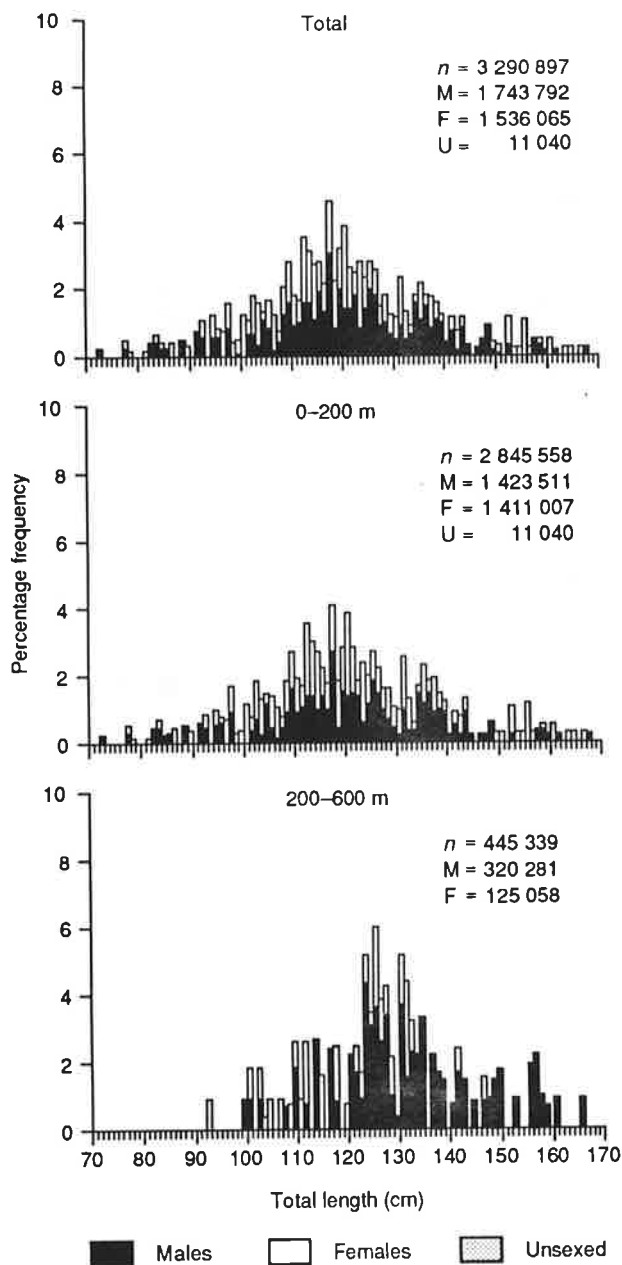 Total
n = 3 290 897
M = 1 743 792
F = 1 536 065
U = 11 040
10
8
6
4
2
0
0–200 m
n = 2 845 558
M = 1 423 511
F = 1 411 007
U = 11 040
10
8
6
4
2
0
Percentage frequency
200–600 m
n = 445 339
M = 320 281
F = 125 058
10
8
6
4
2
0
70 80 90 100 110 120 130 140 150 160 170
Total length (cm)
Males Females Unsexed